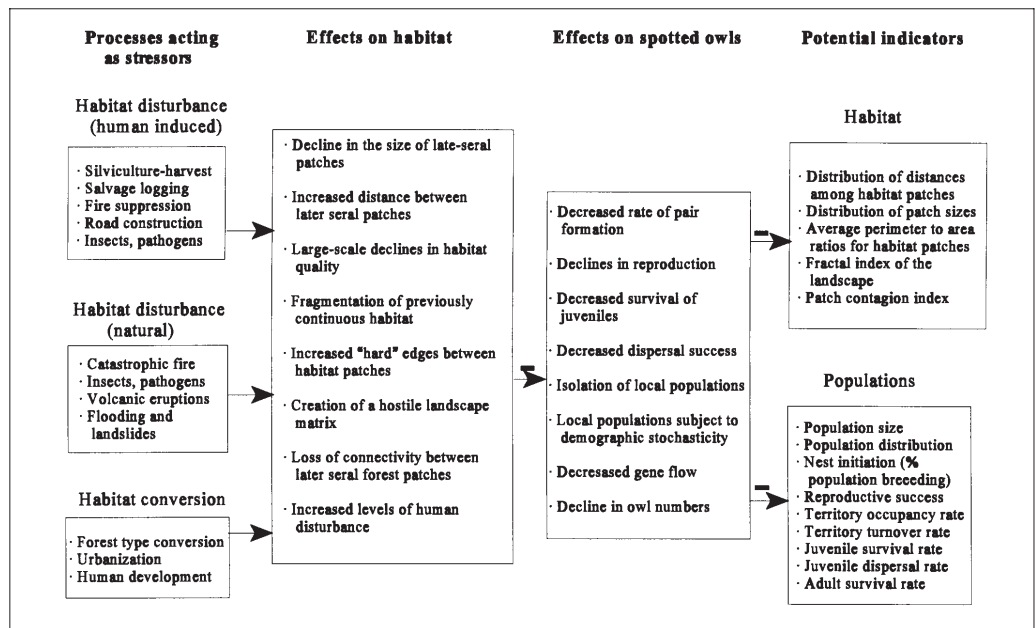 Processes acting
as stressors
Habitat disturbance
(human induced)
· Silviculture-harvest
· Salvage logging
· Fire suppression
· Road construction
· Insects, pathogens
Habitat disturbance
(natural)
· Catastrophic fire
· Insects, pathogens
· Volcanic eruptions
· Flooding and
landslides
Habitat conversion
· Forest type conversion
· Urbanization
· Human development
Effects on habitat
· Decline in the size of late-seral
patches
· Increased distance between
later seral patches
· Large-scale declines in habitat
quality
· Fragmentation of previously
continuous habitat
· Increased "hard" edges between
habitat patches
· Creation of a hostile landscape
matrix
· Loss of connectivity between
later seral forest patches
· Increased levels of human
disturbance
Effects on spotted owls
· Decreased rate of pair
formation
· Declines in reproduction
· Decreased survival of
juveniles
· Decreased dispersal success
· Isolation of local populations
· Local populations subject to
demographic stochasticity
· Decresased gene flow
· Decline in owl numbers
Potential indicators
Habitat
· Distribution of distances
among habitat patches
· Distribution of patch sizes
· Average perimeter to area
ratios for habitat patches
· Fractal index of the
landscape
· Patch contagion index
Populations
· Population size
· Population distribution
· Nest initiation (%
population breeeding)
· Reproductive success
· Territory occupancy rate
· Territory turnover rate
· Juvenile survival rate
· Juvenile dispersal rate
· Adult survival rate